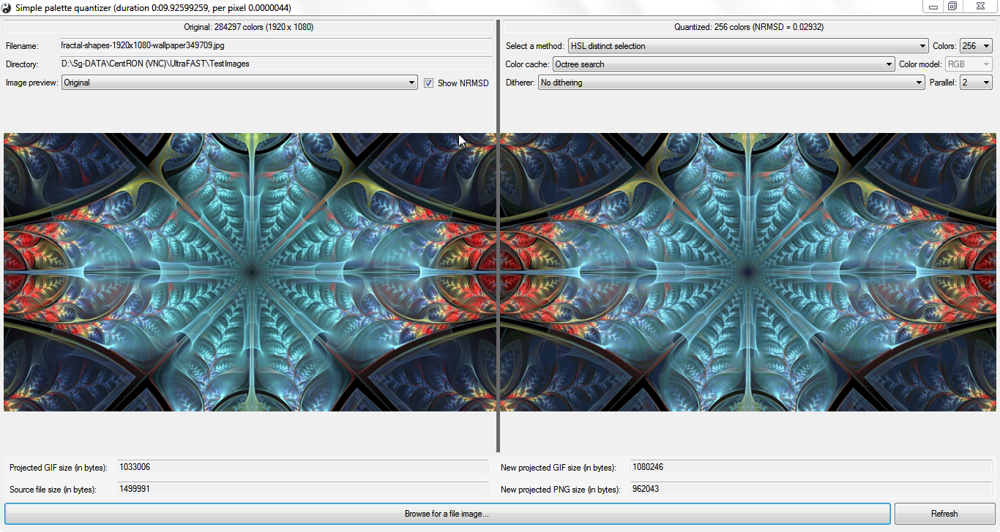 Simple palette quantizer (duration 0:09.92599259, per pixel 0.0000044)
Original: 284297 colors (1920 x 1080)
Filename: fractal-shapes-1920x1080-wallpaper349709.jpg
Directory: D:\Sg-DATA\CentRON (VNC)\UltraFAST\TestImages
Image preview: Original Show NRMSD
Quantized: 256 colors (NRMSD = 0.02932)
Select a method: HSL distinct selection Colors: 256
Color cache: Octree search Color model: RGB
Ditherer: No dithering Parallel: 2
Projected GIF size (in bytes): 1033006
Source file size (in bytes): 1499991
New projected GIF size (in bytes): 1080246
New projected PNG size (in bytes): 962043
Browse for a file image... Refresh